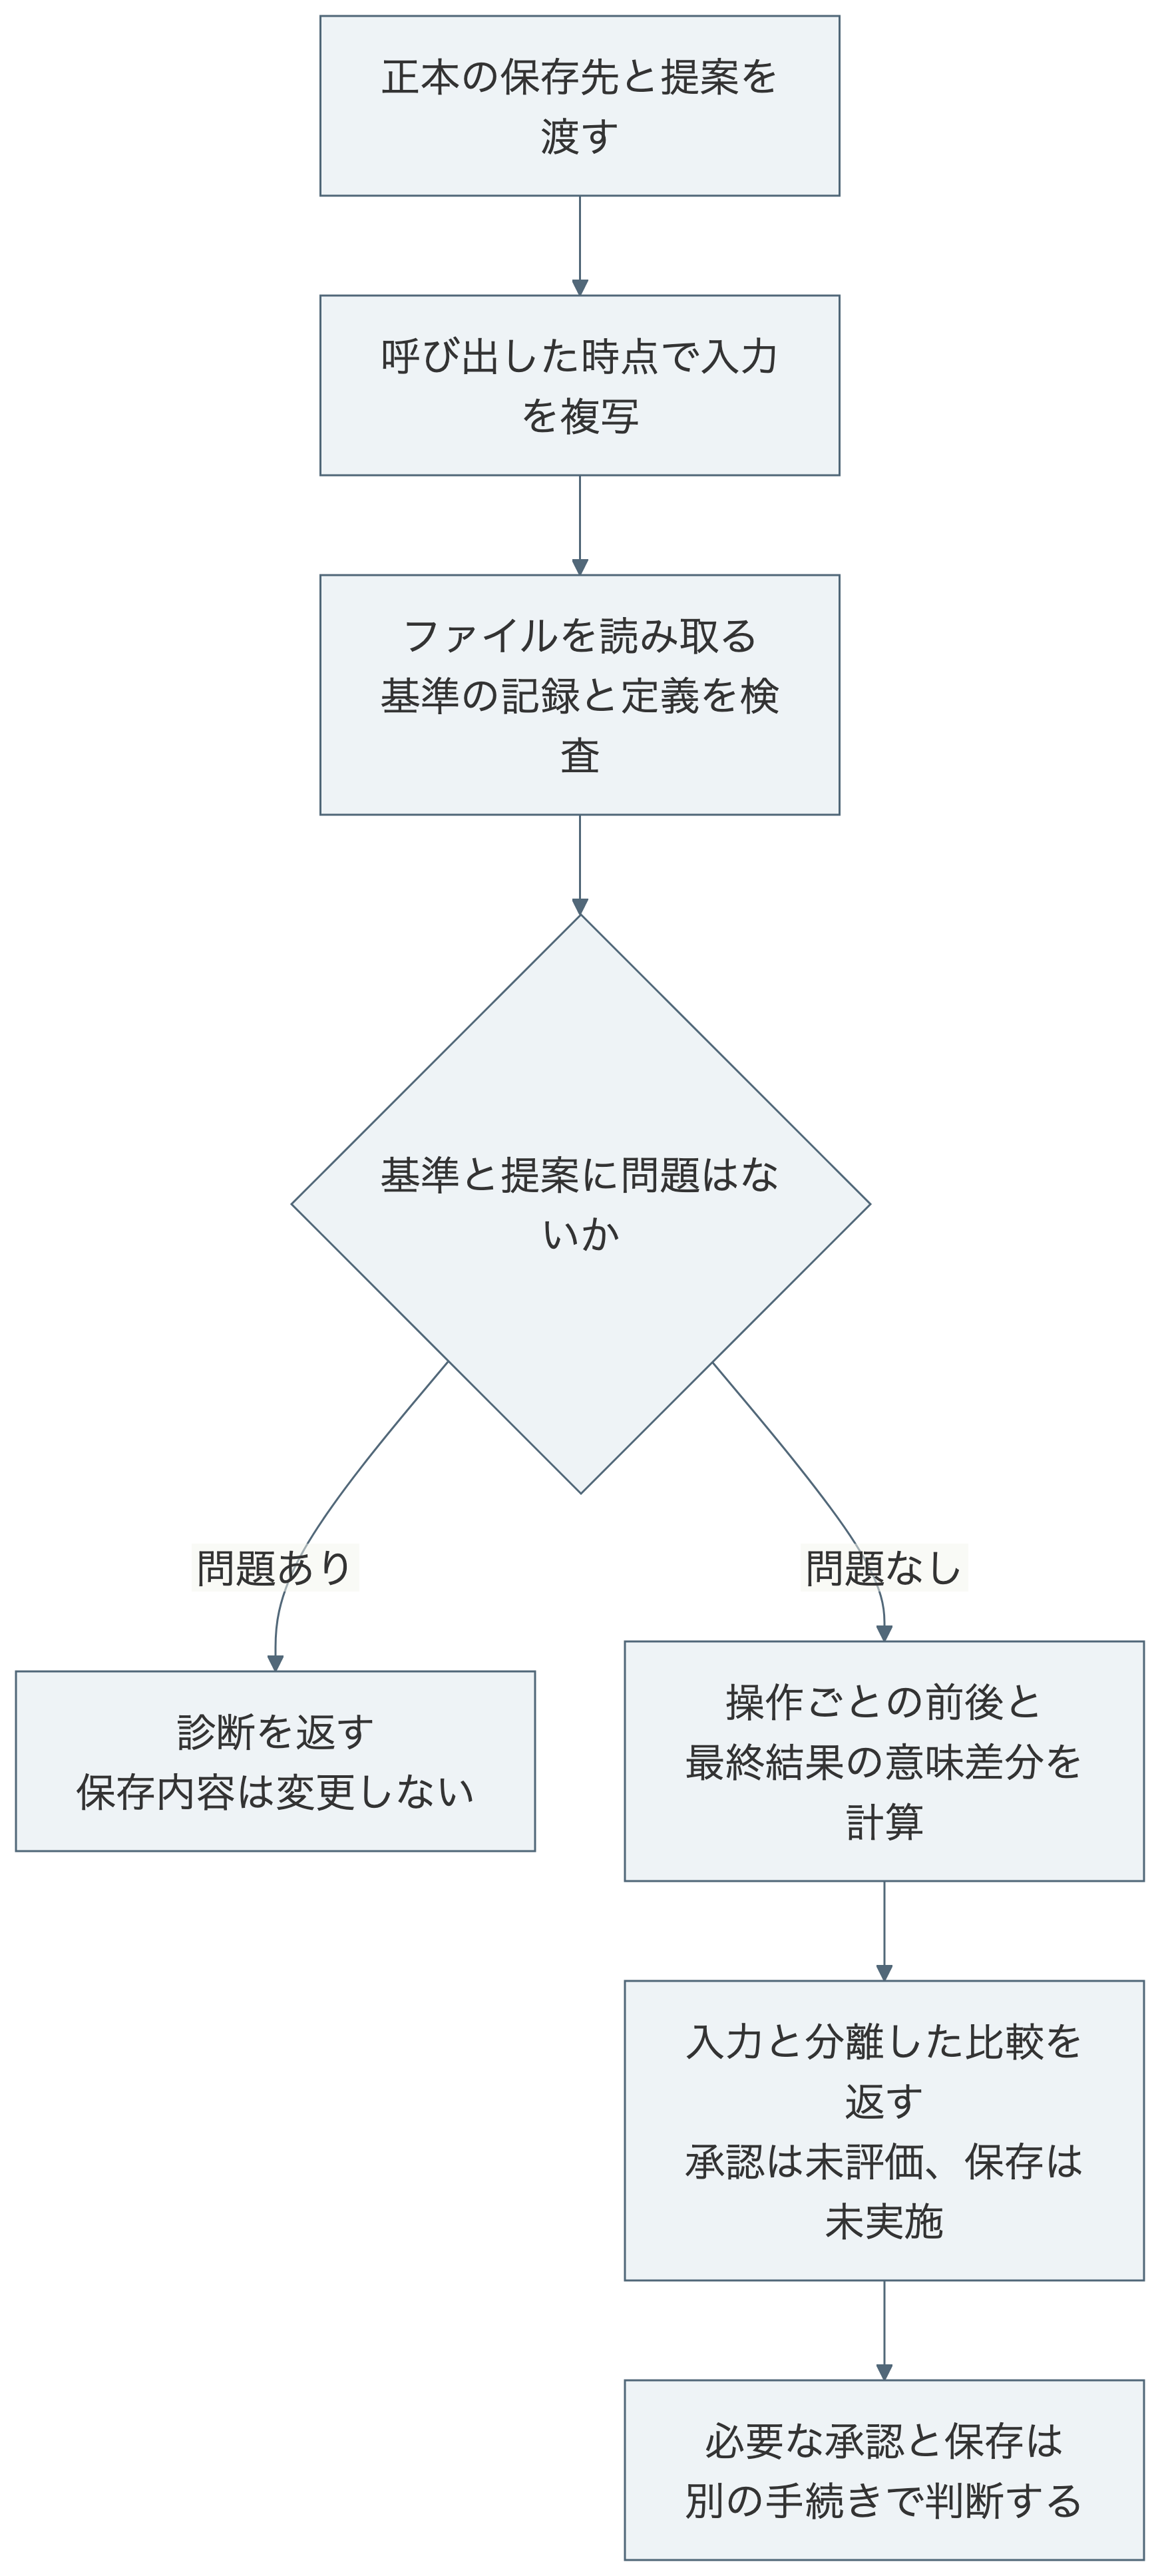 正本の保存先と提案を
渡す
呼び出した時点で入力
を複写
ファイルを読み取る
基準の記録と定義を検
査
基準と提案に問題はな
いか
問題あり
問題なし
診断を返す
保存内容は変更しない
操作ごとの前後と
最終結果の意味差分を
計算
入力と分離した比較を
返す
承認は未評価、保存は
未実施
必要な承認と保存は
別の手続きで判断する